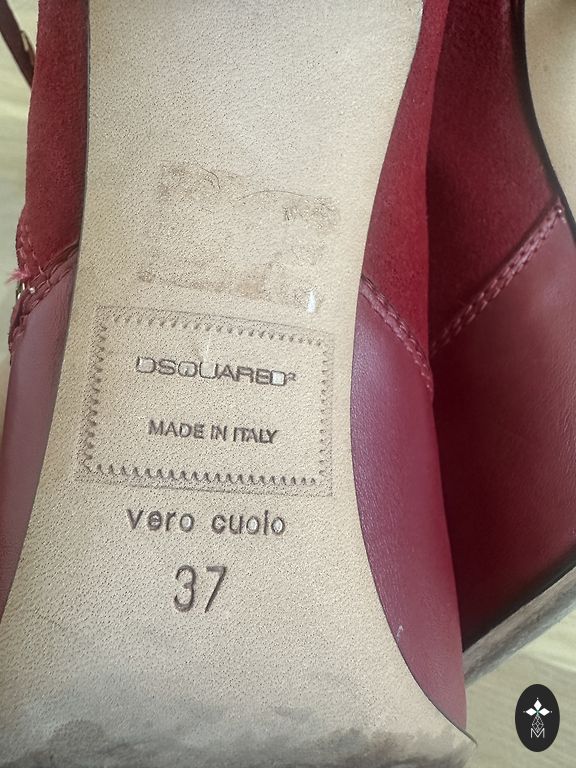 DSQUARED²
MADE IN ITALY
vero cuoio
37
M